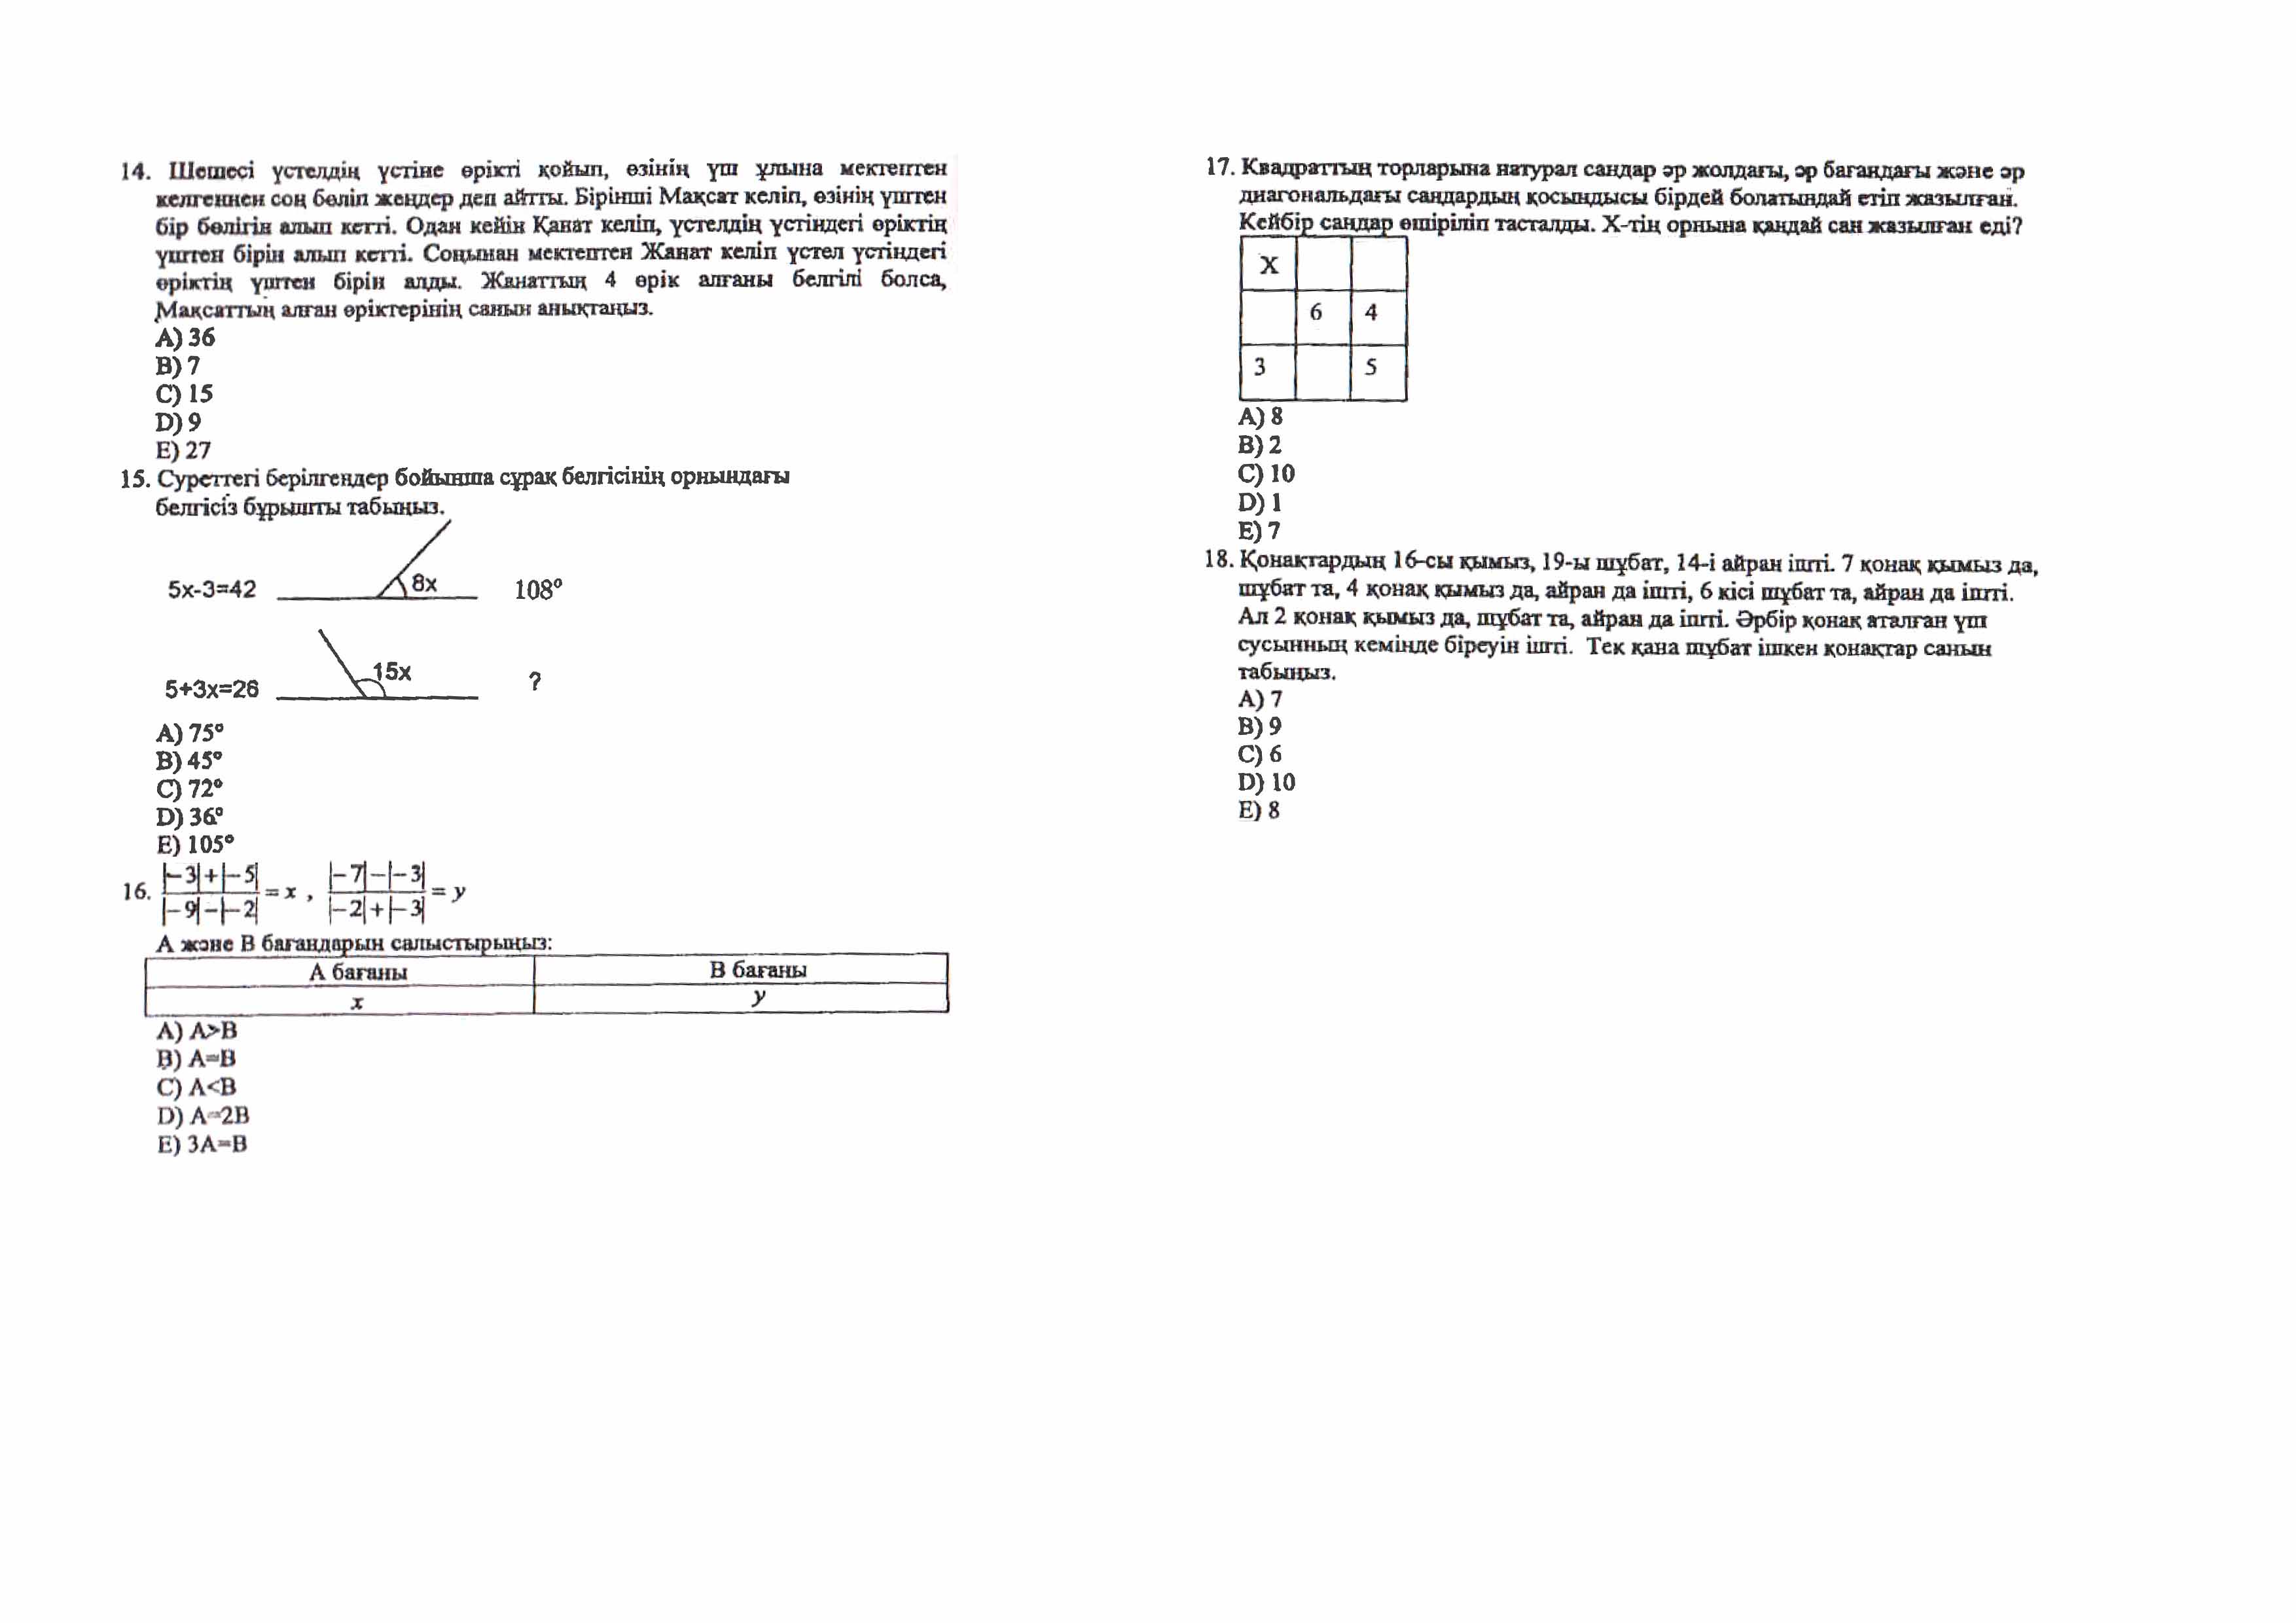 14. Шешесі үстелдің үстіне өрікті қойып, өзінің үш ұлына мектептен
келгеннен соң бөліп жеңдер деп айтты. Бірінші Мақсат келіп, өзінің үштен
бір бөлігін алып кетті. Одан кейін Қанат келіп, үстелдің үстіндегі өріктің
үштен бірін алып кетті. Соңынан мектептен Жанат келіп үстел үстіндегі
өріктің үштен бірін алды. Жанаттың 4 өрік алғаны белгілі болса,
Мақсаттың алған өріктерінің санын анықтаңыз.
A) 36
B) 7
C) 15
D) 9
E) 27
15. Суреттегі берілгендер бойынша сұрақ белгісінің орнындағы
белгісіз бұрышты табыңыз.
5x-3=42 8x 108°
5+3x=26 15x ?
A) 75°
B) 45°
C) 72°
D) 36°
E) 105°
16. |-3|+|-5| / |-9|-|-2| = x , |-7|-|-3| / |-2|+|-3| = y
А және В бағандарын салыстырыңыз:
А бағаны В бағаны
x y
A) A>B
B) A=B
C) A<B
D) A=2B
E) 3A=B
17. Квадраттың торларына натурал сандар әр жолдағы, әр бағандағы және әр
диагональдағы сандардың қосындысы бірдей болатындай етіп жазылған.
Кейбір сандар өшіріліп тасталды. Х-тің орнына қандай сан жазылған еді?
X
6 4
3 5
A) 8
B) 2
C) 10
D) 1
E) 7
18. Қонақтардың 16-сы қымыз, 19-ы шұбат, 14-і айран ішті. 7 қонақ қымыз да,
шұбат та, 4 қонақ қымыз да, айран да ішті, 6 кісі шұбат та, айран да ішті.
Ал 2 қонақ қымыз да, шұбат та, айран да ішті. Әрбір қонақ аталған үш
сусынның кемінде біреуін ішті. Тек қана шұбат ішкен қонақтар санын
табыңыз.
A) 7
B) 9
C) 6
D) 10
E) 8